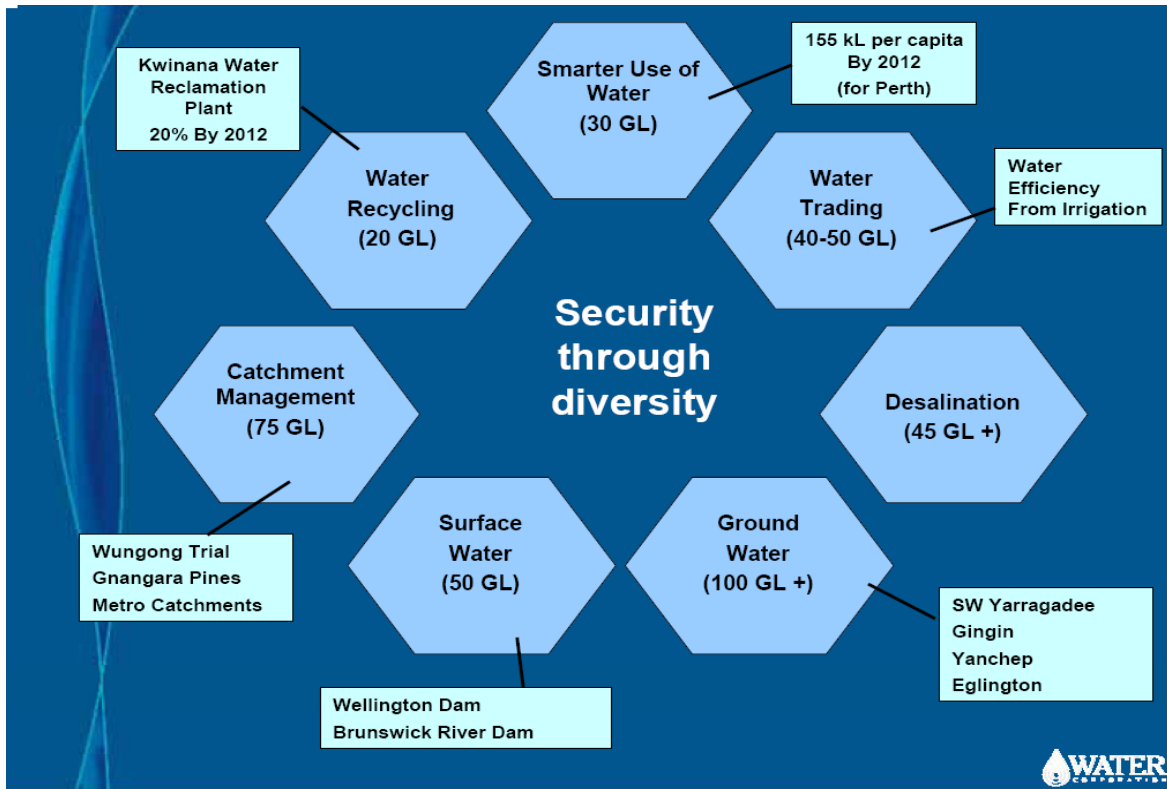 Kwinana Water
Reclamation
Plant
20% By 2012
Smarter Use of
Water
(30 GL)
155 kL per capita
By 2012
(for Perth)
Water
Recycling
(20 GL)
Water
Trading
(40-50 GL)
Water
Efficiency
From Irrigation
Security
through
diversity
Catchment
Management
(75 GL)
Desalination
(45 GL +)
Surface
Water
(50 GL)
Ground
Water
(100 GL +)
Wungong Trial
Gnangara Pines
Metro Catchments
SW Yarragadee
Gingin
Yanchep
Eglington
Wellington Dam
Brunswick River Dam
WATER
CORPORATION